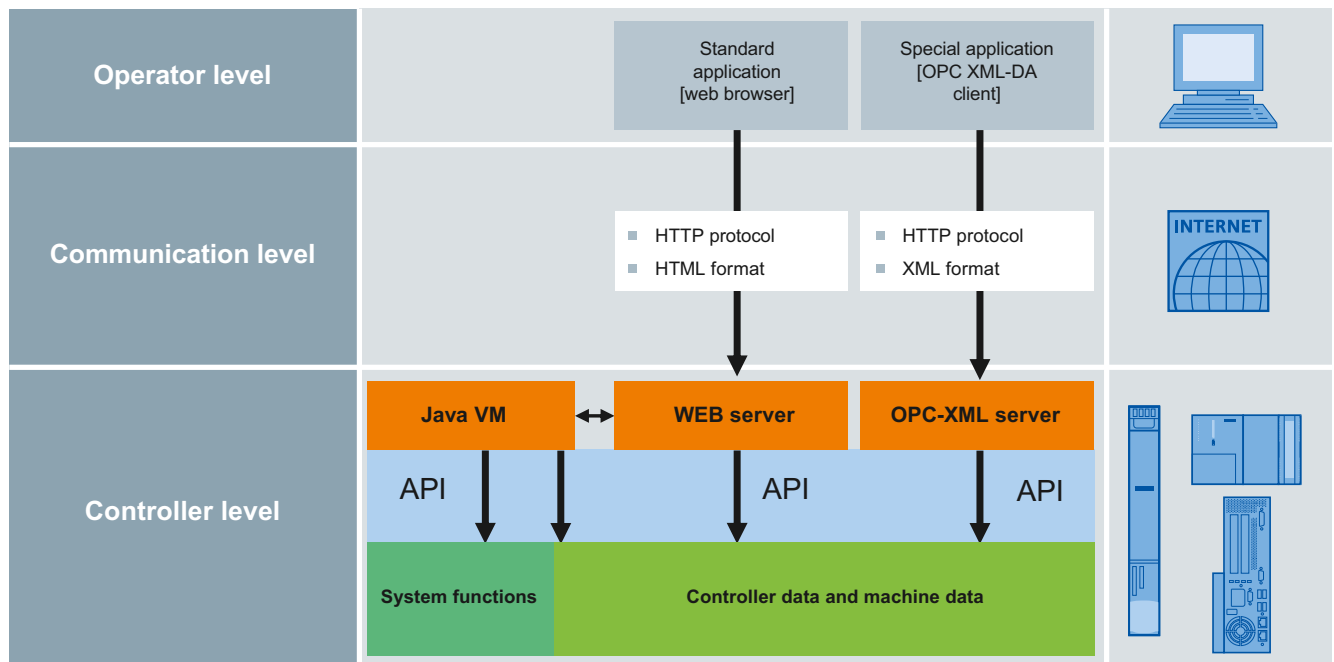 Operator level
Standard
application
[web browser]
Special application
[OPC XML-DA
client]
Communication level
HTTP protocol
HTML format
HTTP protocol
XML format
INTERNET
Controller level
Java VM
WEB server
OPC-XML server
API
API
API
System functions
Controller data and machine data